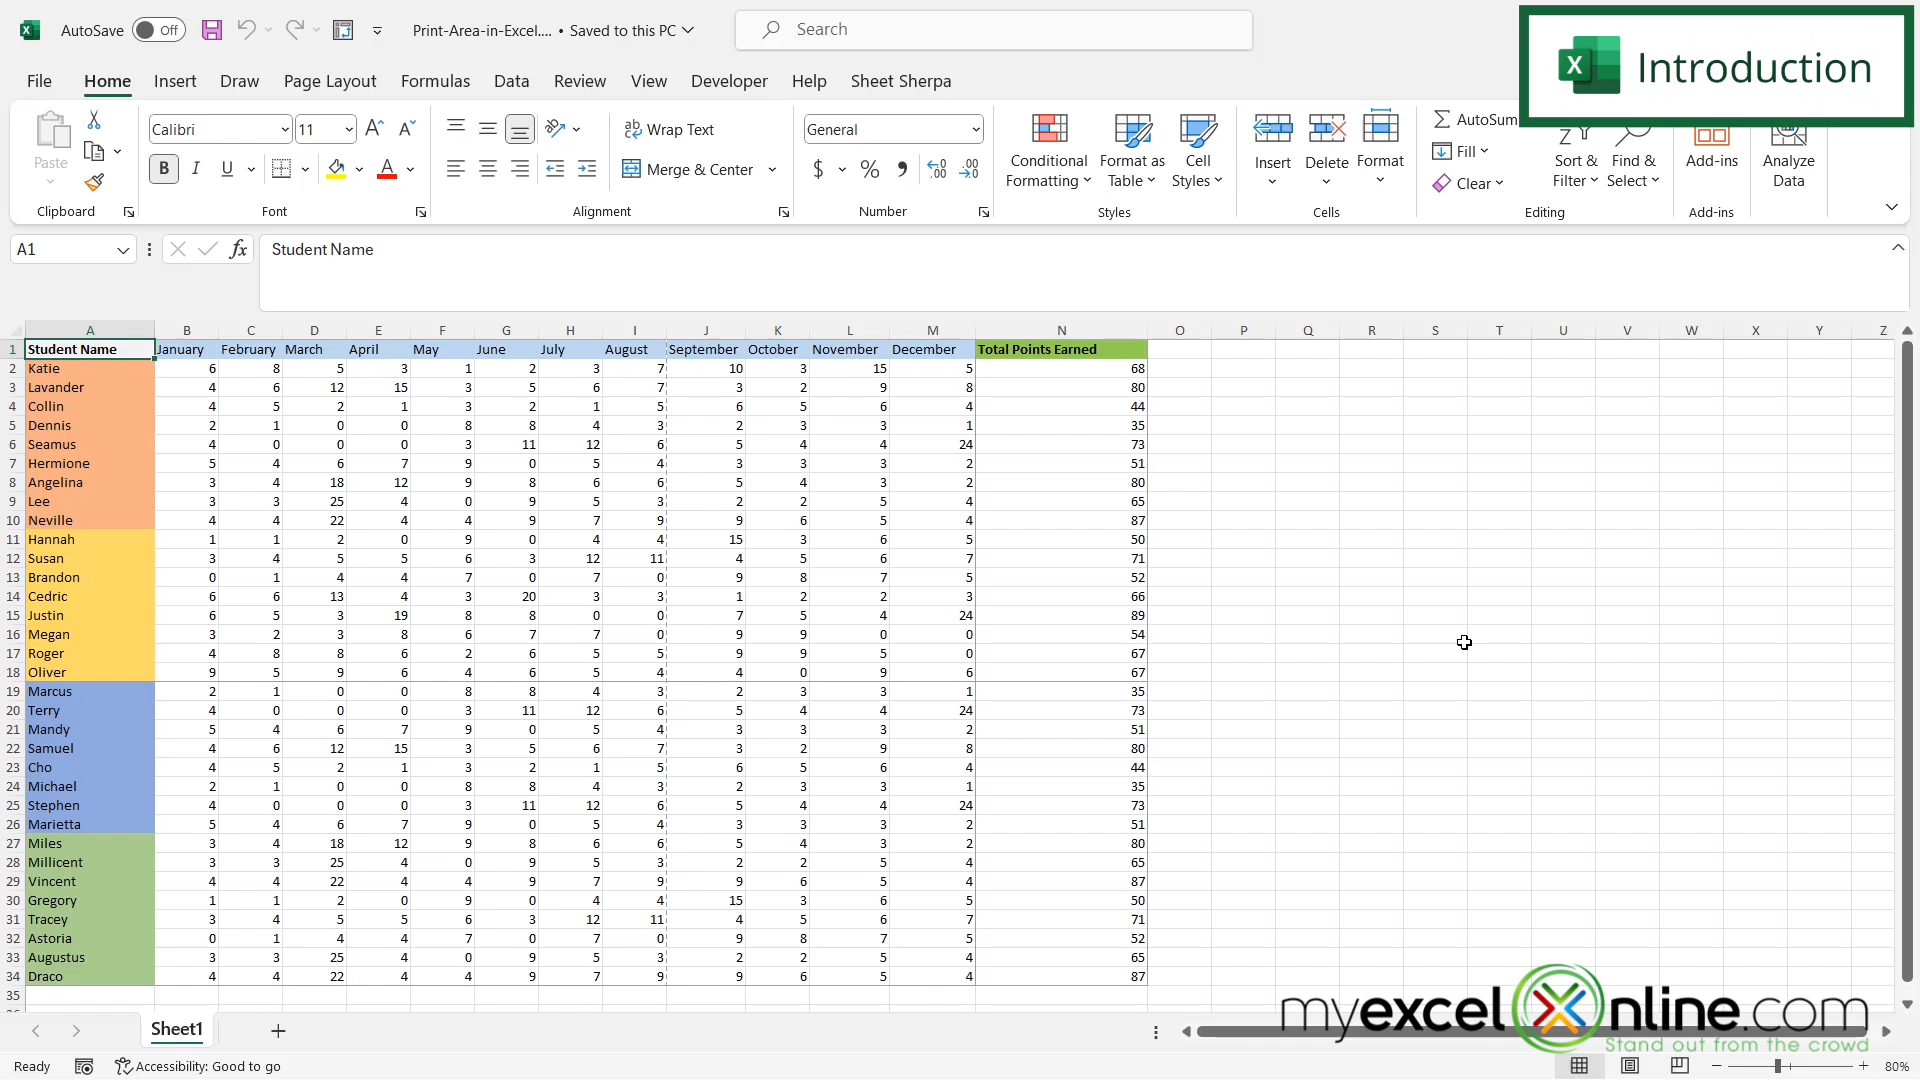 AutoSave Off Print-Area-in-Excel.... • Saved to this PC Search
Introduction
File Home Insert Draw Page Layout Formulas Data Review View Developer Help Sheet Sherpa
Paste
Clipboard
Calibri 11
B I U
Font
Wrap Text
Merge & Center
Alignment
General
$ % 9
Number
Conditional Formatting
Format as Table
Cell Styles
Styles
Insert Delete Format
Cells
AutoSum
Fill
Clear
Sort & Filter
Find & Select
Editing
Add-ins
Add-ins
Analyze Data
A1 fx Student Name
A B C D E F G H I J K L M N O P Q R S T U V W X Y Z
1 Student Name January February March April May June July August September October November December Total Points Earned
2 Katie 6 8 5 3 1 2 3 7 10 3 15 5 68
3 Lavander 4 6 12 15 3 5 6 7 3 2 9 8 80
4 Collin 4 5 2 1 3 2 1 5 6 5 6 4 44
5 Dennis 2 1 0 0 8 8 4 3 2 3 3 1 35
6 Seamus 4 0 0 0 3 11 12 6 5 4 4 24 73
7 Hermione 5 4 6 7 9 0 5 4 3 3 3 2 51
8 Angelina 3 4 18 12 9 8 6 6 5 4 3 2 80
9 Lee 3 3 25 4 0 9 5 3 2 2 5 4 65
10 Neville 4 4 22 4 4 9 7 9 9 6 5 4 87
11 Hannah 1 1 2 0 9 0 4 4 15 3 6 5 50
12 Susan 3 4 5 5 6 3 12 11 4 5 6 7 71
13 Brandon 0 1 4 4 7 0 7 0 9 8 7 5 52
14 Cedric 6 6 13 4 3 20 3 3 1 2 2 3 66
15 Justin 6 5 3 19 8 8 0 0 7 5 4 24 89
16 Megan 3 2 3 8 6 7 7 0 9 9 0 0 54
17 Roger 4 8 8 6 2 6 5 5 9 9 5 0 67
18 Oliver 9 5 9 6 4 6 5 4 4 0 9 6 67
19 Marcus 2 1 0 0 8 8 4 3 2 3 3 1 35
20 Terry 4 0 0 0 3 11 12 6 5 4 4 24 73
21 Mandy 5 4 6 7 9 0 5 4 3 3 3 2 51
22 Samuel 4 6 12 15 3 5 6 7 3 2 9 8 80
23 Cho 4 5 2 1 3 2 1 5 6 5 6 4 44
24 Michael 2 1 0 0 8 8 4 3 2 3 3 1 35
25 Stephen 4 0 0 0 3 11 12 6 5 4 4 24 73
26 Marietta 5 4 6 7 9 0 5 4 3 3 3 2 51
27 Miles 3 4 18 12 9 8 6 6 5 4 3 2 80
28 Millicent 3 3 25 4 0 9 5 3 2 2 5 4 65
29 Vincent 4 4 22 4 4 9 7 9 9 6 5 4 87
30 Gregory 1 1 2 0 9 0 4 4 15 3 6 5 50
31 Tracey 3 4 5 5 6 3 12 11 4 5 6 7 71
32 Astoria 0 1 4 4 7 0 7 0 9 8 7 5 52
33 Augustus 3 3 25 4 0 9 5 3 2 2 5 4 65
34 Draco 4 4 22 4 4 9 7 9 9 6 5 4 87
35
Sheet1
myexcelonline.com
Stand out from the crowd
Ready Accessibility: Good to go 80%